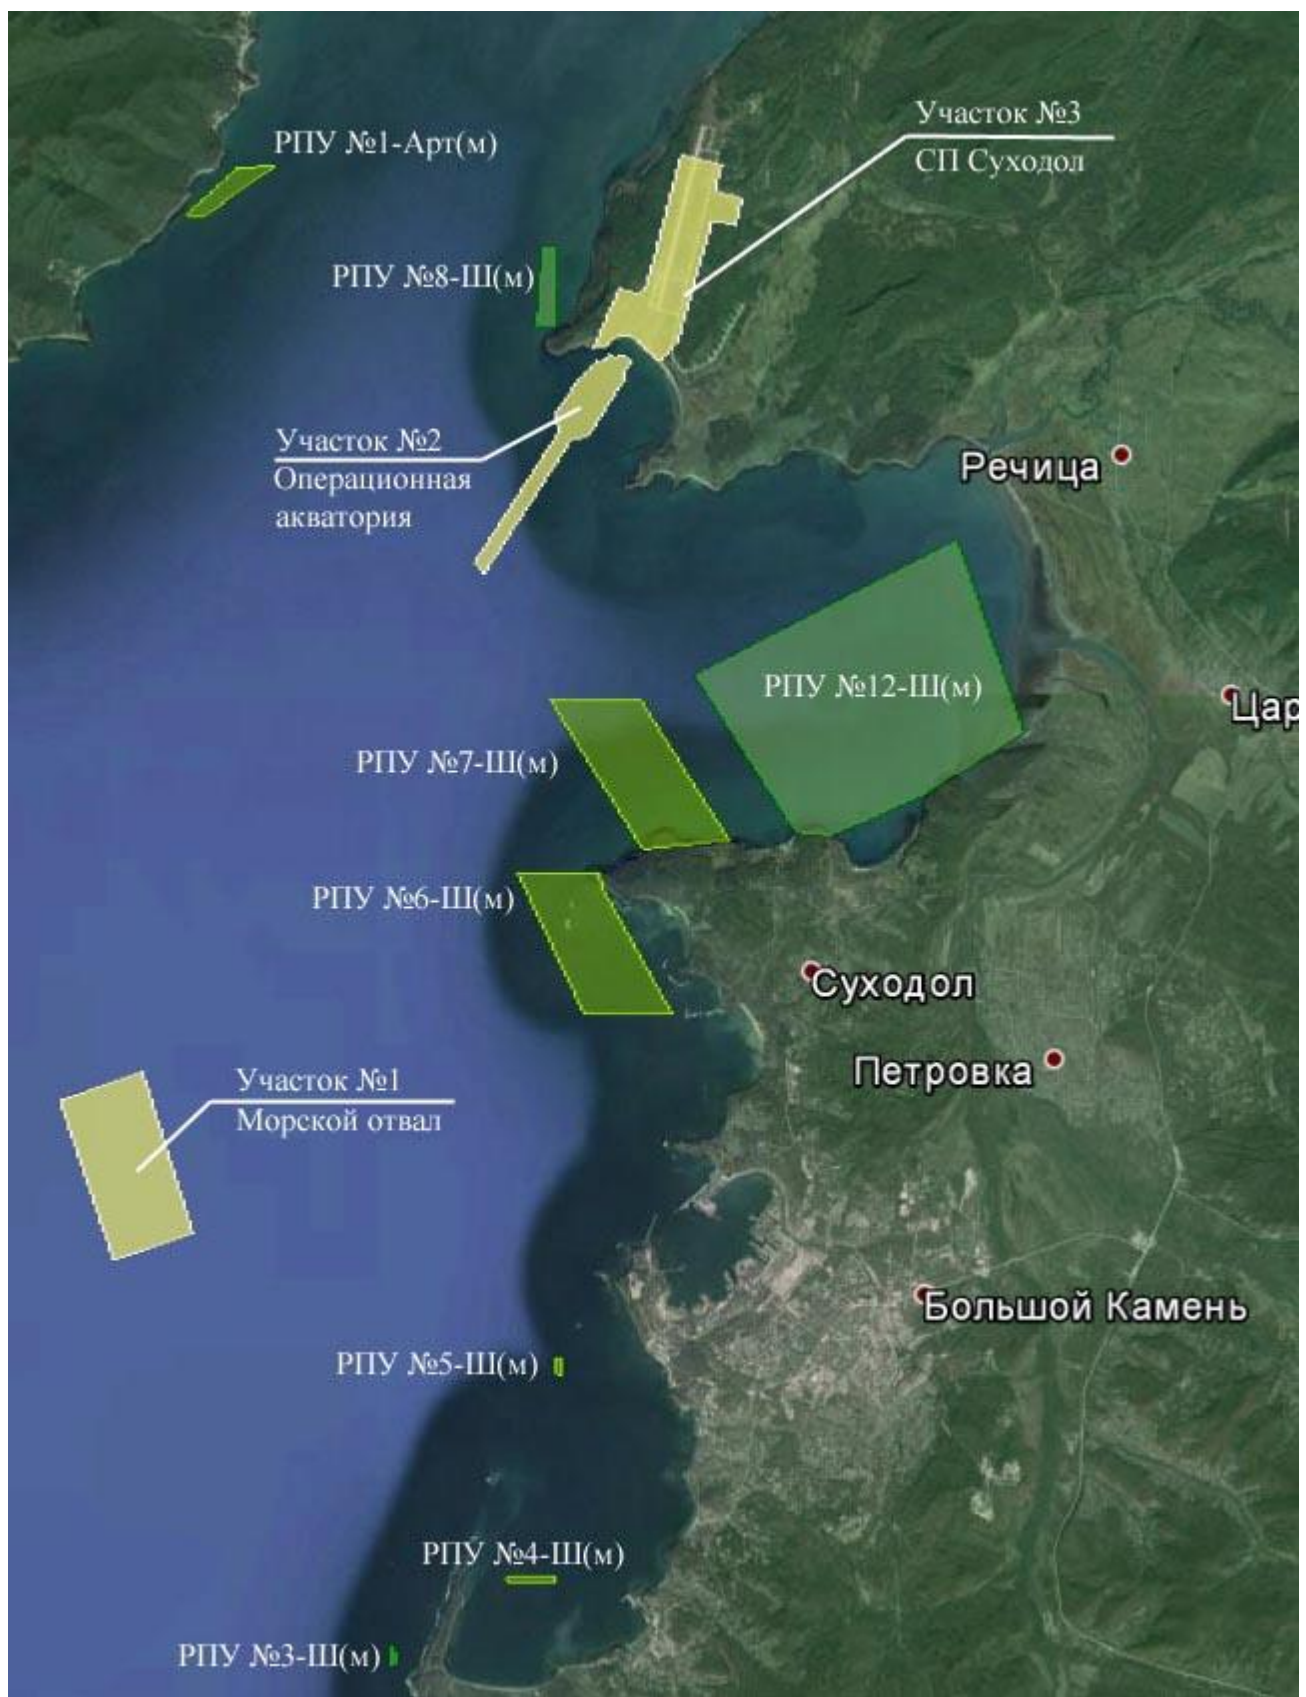 Участок №3
СП Суходол
РПУ №1-Арт(м)
РПУ №8-Ш(м)
Участок №2
Операционная
акватория
Речица
РПУ №12-Ш(м)
Цар
РПУ №7-Ш(м)
РПУ №6-Ш(м)
Суходол
Петровка
Участок №1
Морской отвал
Большой Камень
РПУ №5-Ш(м)
РПУ №4-Ш(м)
РПУ №3-Ш(м)